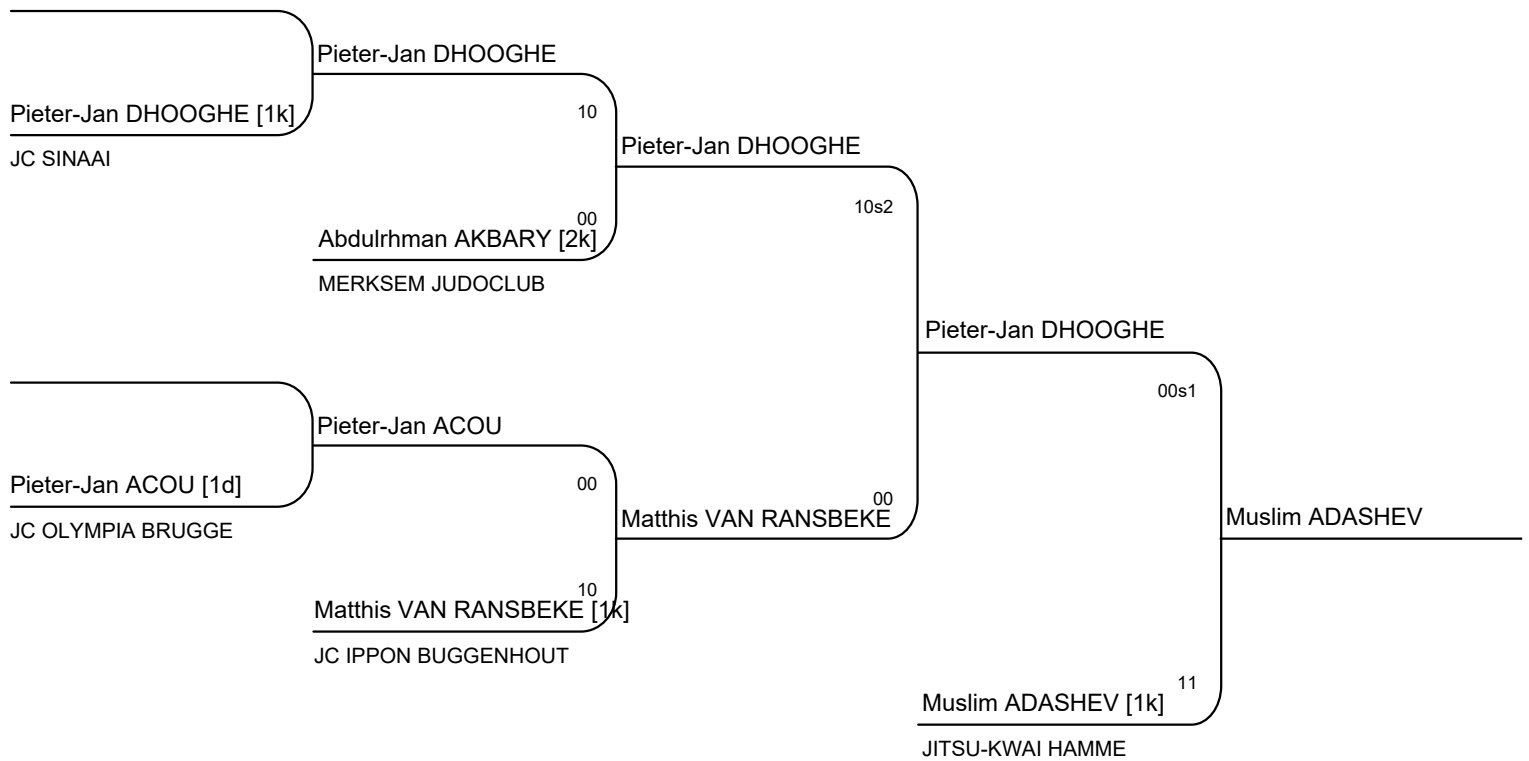 Pieter-Jan DHOOGHE
Pieter-Jan DHOOGHE [1k]
JC SINAAI
10
Pieter-Jan DHOOGHE
10s2
00
Abdulrhman AKBARY [2k]
MERKSEM JUDOCLUB
Pieter-Jan DHOOGHE
00s1
Pieter-Jan ACOU
Pieter-Jan ACOU [1d]
JC OLYMPIA BRUGGE
00
00
Matthis VAN RANSBEKE
Muslim ADASHEV
10
Matthis VAN RANSBEKE [1k]
JC IPPON BUGGENHOUT
11
Muslim ADASHEV [1k]
JITSU-KWAI HAMME